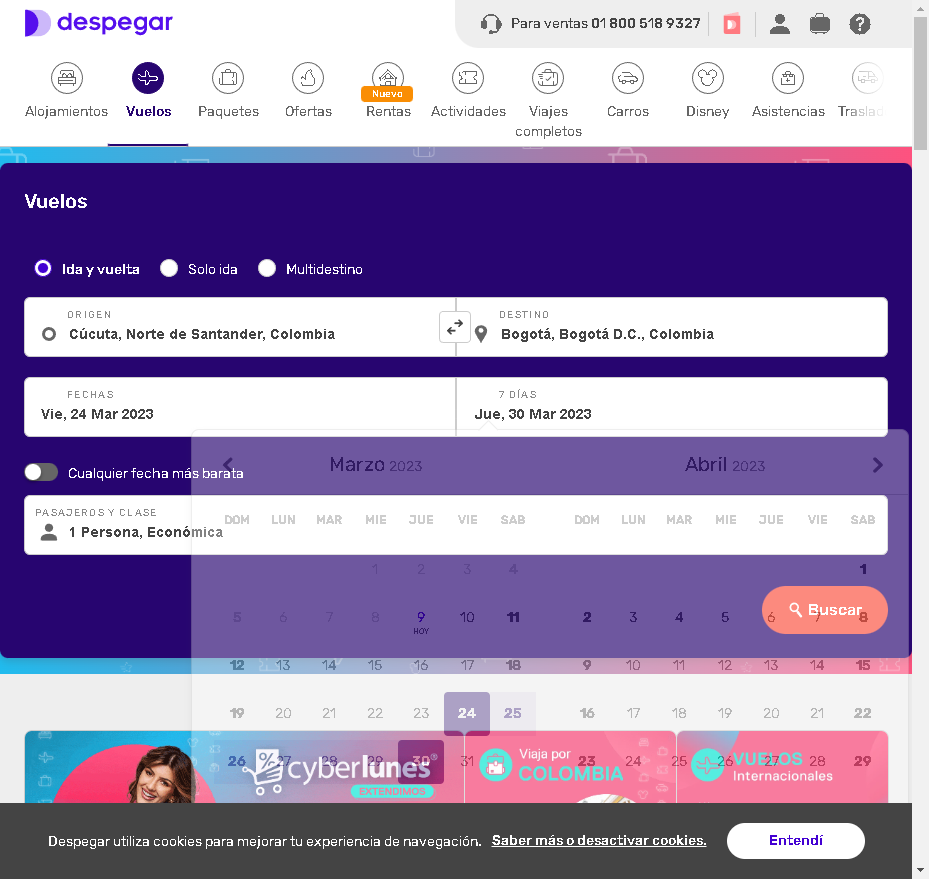 despegar
Para ventas 01 800 518 9327
Alojamientos
Vuelos
Paquetes
Ofertas
Nuevo
Rentas
Actividades
Viajes
completos
Carros
Disney
Asistencias
Traslad
Vuelos
Ida y vuelta
Solo ida
Multidestino
ORIGEN
Cúcuta, Norte de Santander, Colombia
DESTINO
Bogotá, Bogotá D.C., Colombia
FECHAS
Vie, 24 Mar 2023
7 DÍAS
Jue, 30 Mar 2023
Cualquier fecha más barata
Marzo 2023
Abril 2023
PASAJEROS Y CLASE
1 Persona, Económica
DOM LUN MAR MIE JUE VIE SAB
DOM LUN MAR MIE JUE VIE SAB
1 2 3 4
1
5 6 7 8 9 10 11
HOY
2 3 4 5 6 7 8
Buscar
12 13 14 15 16 17 18
9 10 11 12 13 14 15
19 20 21 22 23 24 25
16 17 18 19 20 21 22
26 27 28 29 30 31
23 24 25 26 27 28 29
cyberlunes
EXTENDIMOS
Viaja por
COLOMBIA
VUELOS
Internacionales
Despegar utiliza cookies para mejorar tu experiencia de navegación.
Saber más o desactivar cookies.
Entendí